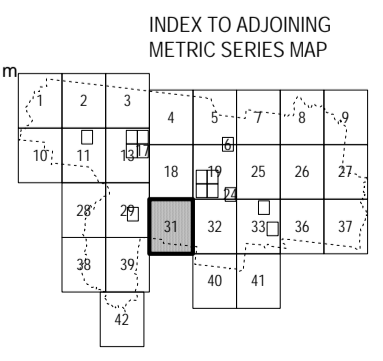 INDEX TO ADJOINING
METRIC SERIES MAP
m
1 2 3
4 5 7 8 9
6
10 11 13 17
18 19 25 26 27
24
28 29
31 32 33 36 37
38 39
40 41
42